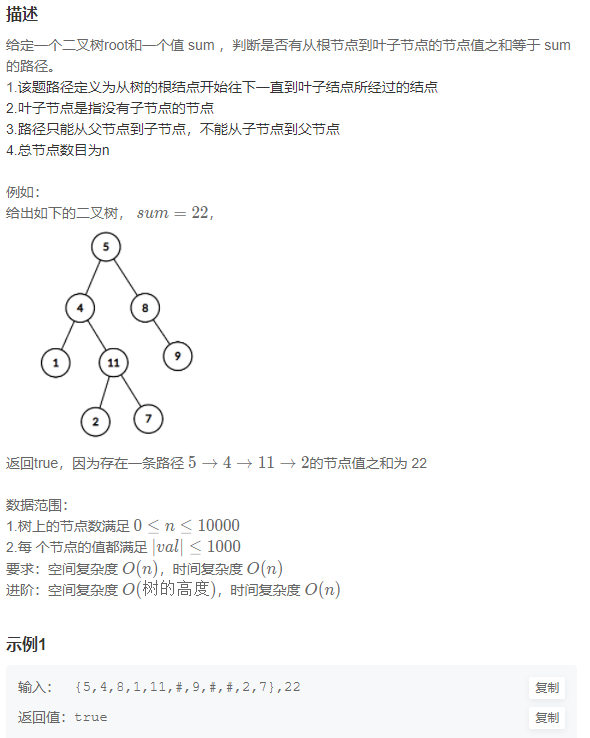 描述
给定一个二叉树root和一个值 sum ，判断是否有从根节点到叶子节点的节点值之和等于 sum
的路径。
1.该题路径定义为从树的根结点开始往下一直到叶子结点所经过的结点
2.叶子节点是指没有子节点的节点
3.路径只能从父节点到子节点，不能从子节点到父节点
4.总节点数目为n
例如：
给出如下的二叉树， sum = 22，
5
4 8
1 11 9
2 7
返回true，因为存在一条路径 5 → 4 → 11 → 2的节点值之和为 22
数据范围：
1.树上的节点数满足 0 ≤ n ≤ 10000
2.每 个节点的值都满足 |val| ≤ 1000
要求：空间复杂度 O(n)，时间复杂度 O(n)
进阶：空间复杂度 O(树的高度)，时间复杂度 O(n)
示例1
输入： {5,4,8,1,11,#,9,#,#,2,7},22 复制
返回值：true 复制